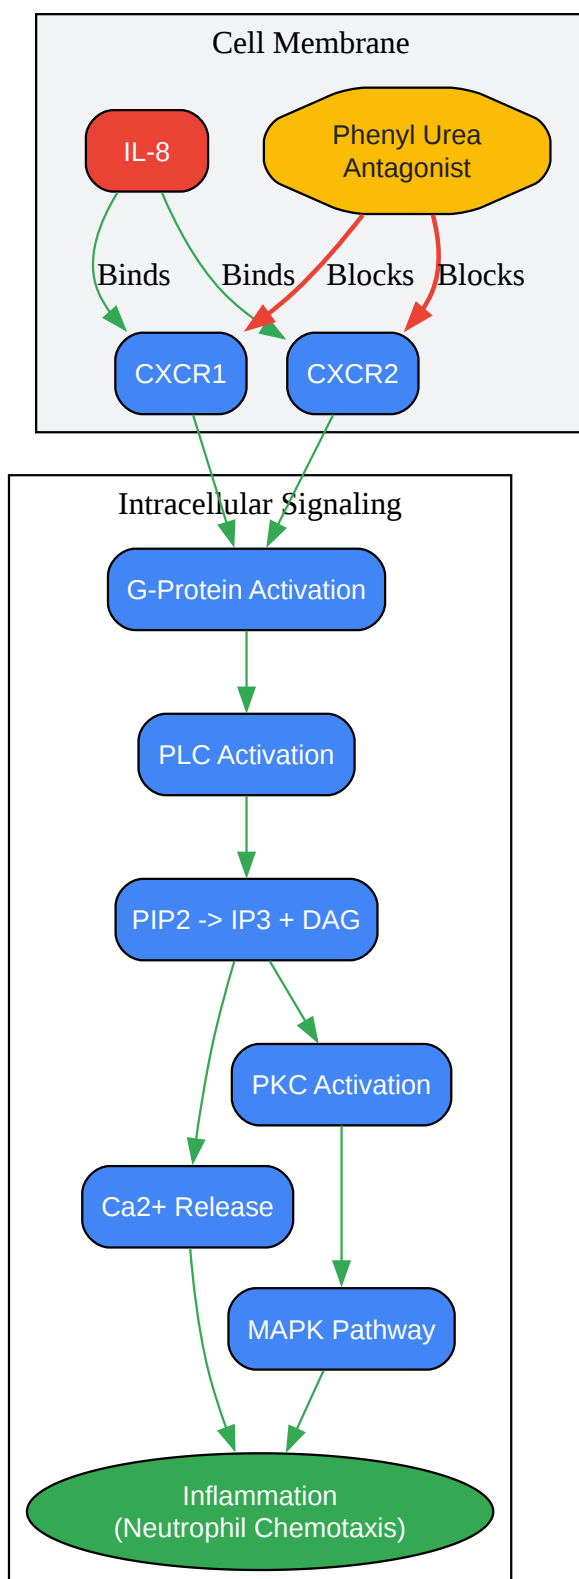 Cell Membrane
IL-8
Phenyl Urea
Antagonist
Binds
Binds
Blocks
Blocks
CXCR1
CXCR2
Intracellular Signaling
G-Protein Activation
PLC Activation
PIP2 -> IP3 + DAG
PKC Activation
Ca2+ Release
MAPK Pathway
Inflammation
(Neutrophil Chemotaxis)